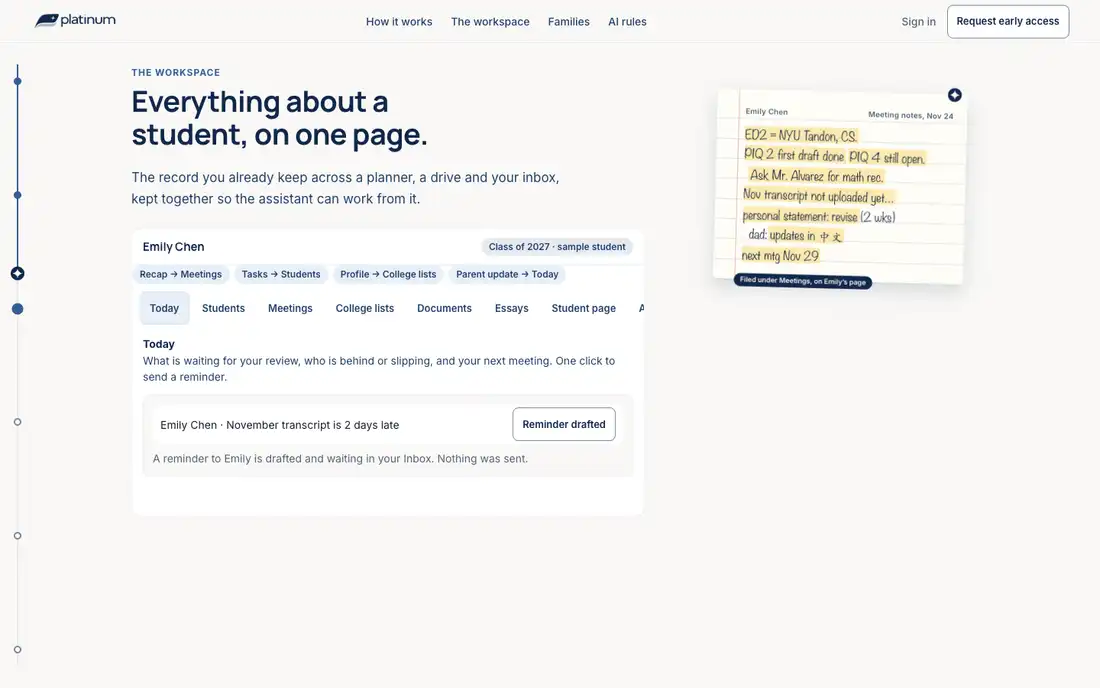 platinum
How it works
The workspace
Families
AI rules
Sign in
Request early access
THE WORKSPACE
Everything about a
student, on one page.
The record you already keep across a planner, a drive and your inbox,
kept together so the assistant can work from it.
Emily Chen
Class of 2027 · sample student
Recap → Meetings
Tasks → Students
Profile → College lists
Parent update → Today
Today
Students
Meetings
College lists
Documents
Essays
Student page
Today
What is waiting for your review, who is behind or slipping, and your next meeting. One click to
send a reminder.
Emily Chen · November transcript is 2 days late
Reminder drafted
A reminder to Emily is drafted and waiting in your Inbox. Nothing was sent.
Emily Chen
Meeting notes, Nov 24
ED2 = NYU Tandon, CS.
PIQ 2 first draft done. PIQ 4 still open.
Ask Mr. Alvarez for math rec.
Nov transcript not uploaded yet...
personal statement: revise (2 wks)
dad: updates in 中文
next mtg Nov 29
Filed under Meetings, on Emily's page